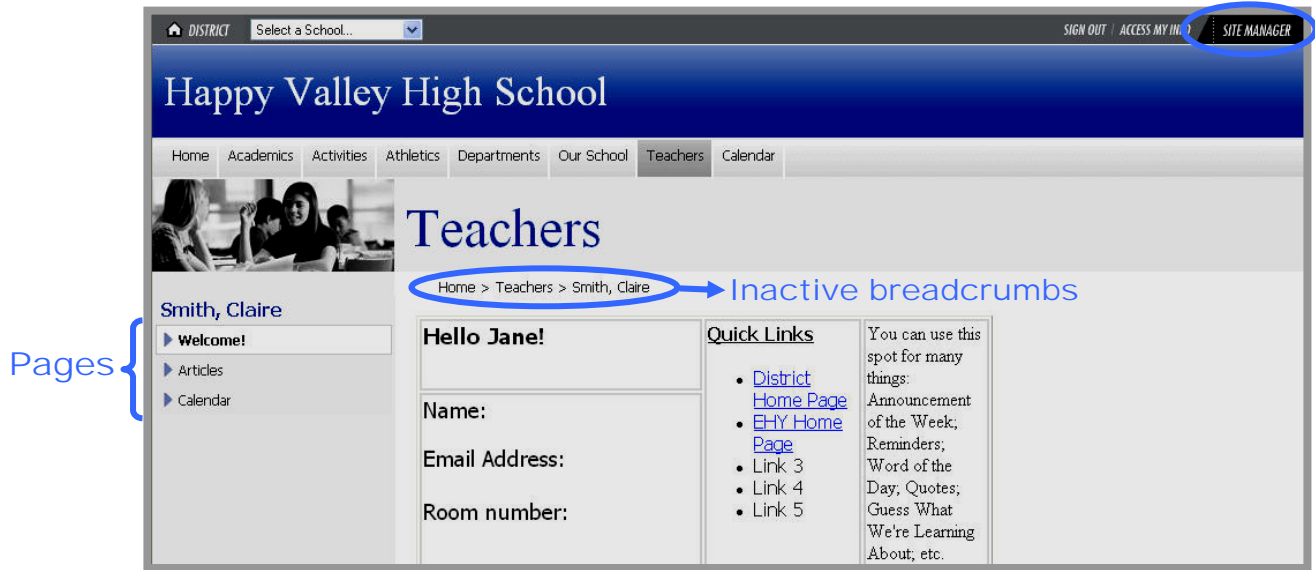 DISTRICT Select a School... SIGN OUT | ACCESS MY INFO SITE MANAGER
Happy Valley High School
Home Academics Activities Athletics Departments Our School Teachers Calendar
Teachers
Home > Teachers > Smith, Claire
Inactive breadcrumbs
Smith, Claire
Pages
Welcome!
Articles
Calendar
Hello Jane!
Name:
Email Address:
Room number:
Quick Links
• District
Home Page
• EHY Home
Page
• Link 3
• Link 4
• Link 5
You can use this
spot for many
things:
Announcement
of the Week;
Reminders;
Word of the
Day; Quotes;
Guess What
We're Learning
About; etc.